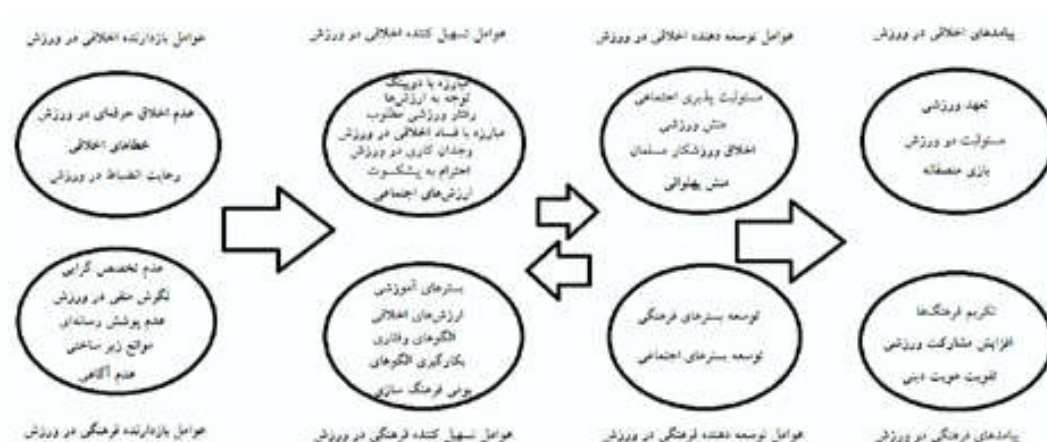 پیامدهای اخلاقی در ورزش
عوامل توسعه دهنده اخلاقی در ورزش
عوامل تسهیل کننده اخلاقی در ورزش
عوامل بازدارنده اخلاقی در ورزش
تعهد ورزشی
مسئولیت در ورزش
بازی منصفانه
مسئولیت پذیری اجتماعی
منش ورزشی
اخلاق ورزشکار مسلمان
منش پهلوانی
مبارزه با دوپینگ
توجه به ارزش‌ها
رفتار ورزشی مطلوب
مبارزه با فساد اخلاقی در ورزش
وجدان کاری در ورزش
احترام به پیشکسوت
ارزش‌های اجتماعی
عدم اخلاق حرفه‌ای در ورزش
خطاهای اخلاقی
رعایت انضباط در ورزش
تکریم فرهنگ‌ها
افزایش مشارکت ورزشی
تقویت هویت دینی
توسعه بسترهای فرهنگی
توسعه بسترهای اجتماعی
بسترهای آموزشی
ارزش‌های اخلاقی
الگوهای رفتاری
بکارگیری الگوهای
بومی فرهنگ سازی
عدم تخصص گرایی
نگرش منفی در ورزش
عدم پوشش رسانه‌ای
موانع زیر ساختی
عدم آگاهی
پیامدهای فرهنگی در ورزش
عوامل توسعه دهنده فرهنگی در ورزش
عوامل تسهیل کننده فرهنگی در ورزش
عوامل بازدارنده فرهنگی در ورزش